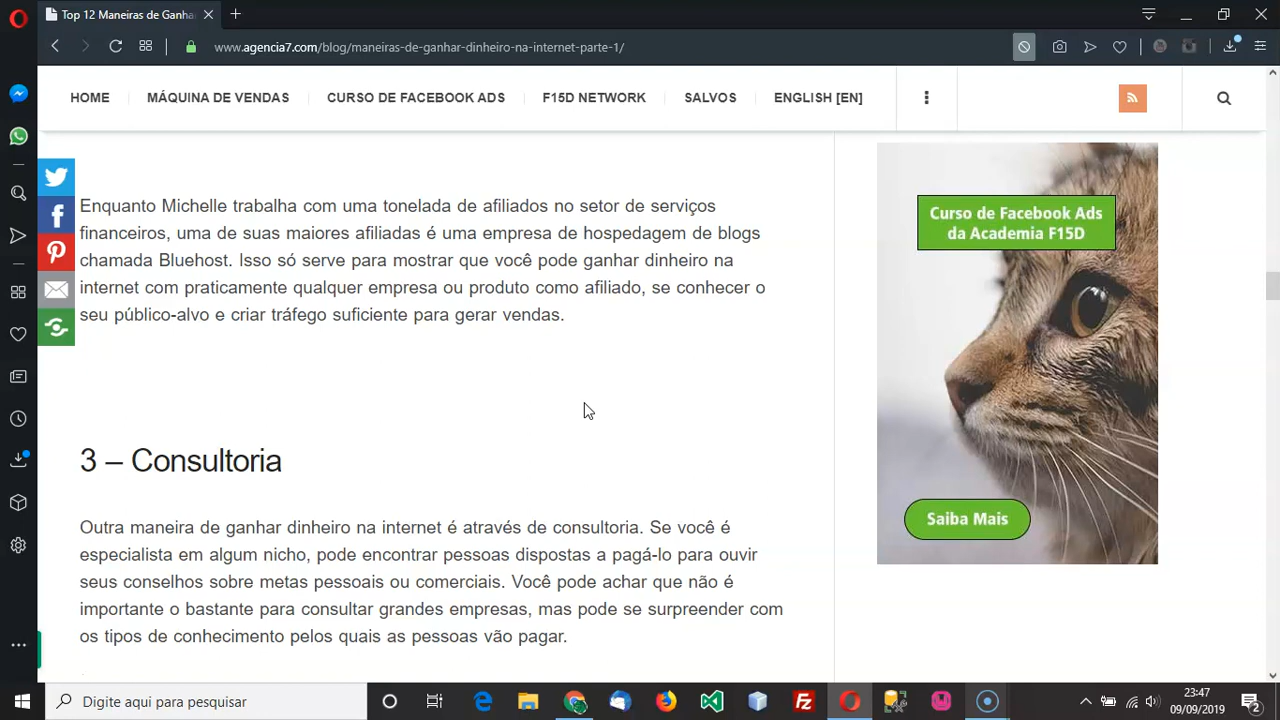 Top 12 Maneiras de Ganha
www.agencia7.com/blog/maneiras-de-ganhar-dinheiro-na-internet-parte-1/
HOME
MÁQUINA DE VENDAS
CURSO DE FACEBOOK ADS
F15D NETWORK
SALVOS
ENGLISH [EN]
Enquanto Michelle trabalha com uma tonelada de afiliados no setor de serviços
financeiros, uma de suas maiores afiliadas é uma empresa de hospedagem de blogs
chamada Bluehost. Isso só serve para mostrar que você pode ganhar dinheiro na
internet com praticamente qualquer empresa ou produto como afiliado, se conhecer o
seu público-alvo e criar tráfego suficiente para gerar vendas.
3 – Consultoria
Outra maneira de ganhar dinheiro na internet é através de consultoria. Se você é
especialista em algum nicho, pode encontrar pessoas dispostas a pagá-lo para ouvir
seus conselhos sobre metas pessoais ou comerciais. Você pode achar que não é
importante o bastante para consultar grandes empresas, mas pode se surpreender com
os tipos de conhecimento pelos quais as pessoas vão pagar.
Curso de Facebook Ads
da Academia F15D
Saiba Mais
Digite aqui para pesquisar
23:47
09/09/2019
2